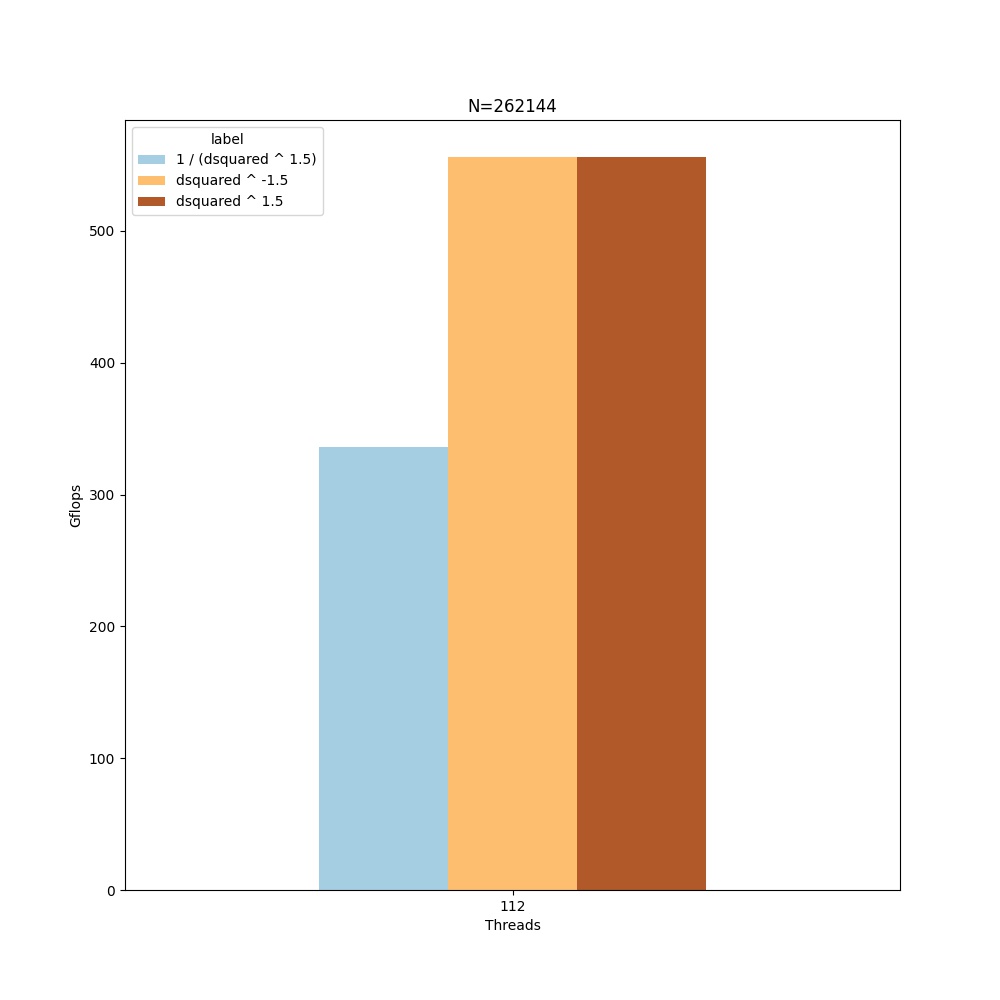 N=262144
label
1 / (dsquared ^ 1.5)
dsquared ^ -1.5
dsquared ^ 1.5
500
400
300
200
100
0
Gflops
112
Threads